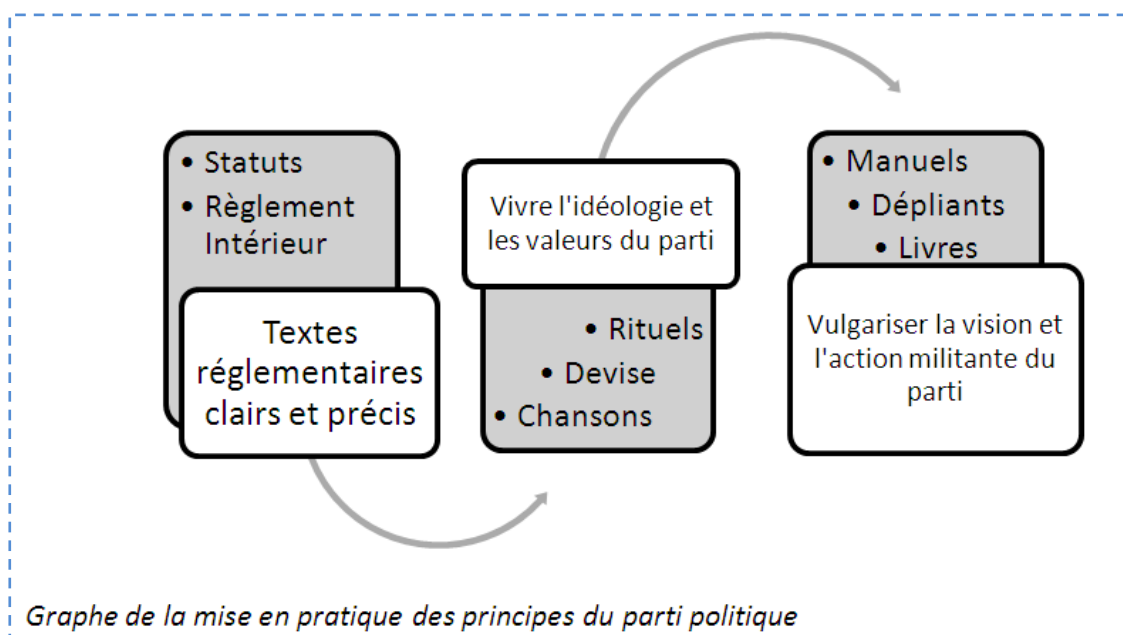 • Statuts
• Règlement
Intérieur
Textes
réglementaires
clairs et précis
Vivre l'idéologie et
les valeurs du parti
• Rituels
• Devise
• Chansons
• Manuels
• Dépliants
• Livres
Vulgariser la vision et
l'action militante du
parti
Graphe de la mise en pratique des principes du parti politique